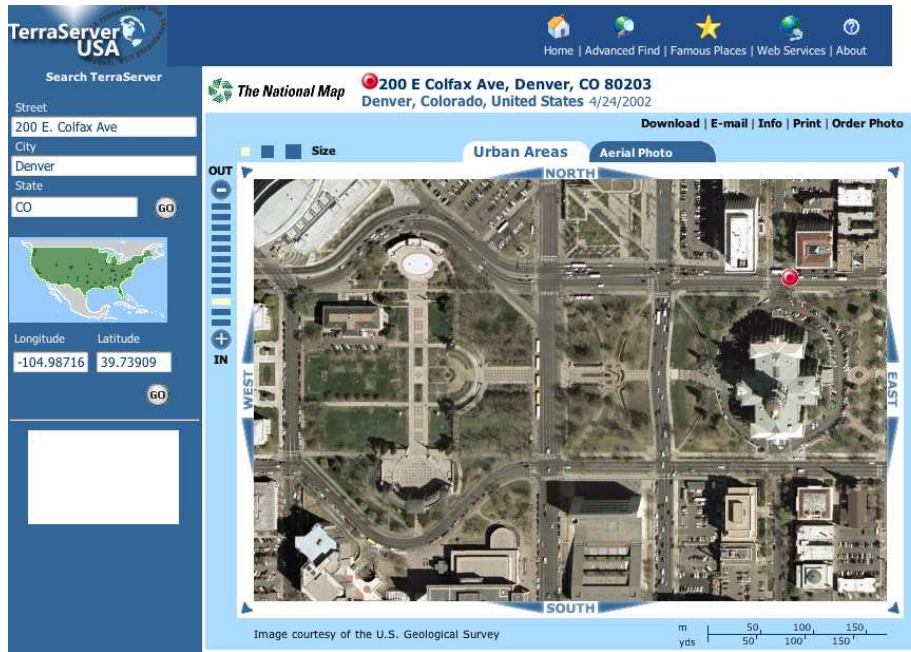 TerraServer
USA
Home | Advanced Find | Famous Places | Web Services | About
Search TerraServer
Street
200 E. Colfax Ave
City
Denver
State
CO
GO
Longitude Latitude
-104.98716 39.73909
GO
The National Map
200 E Colfax Ave, Denver, CO 80203
Denver, Colorado, United States 4/24/2002
Download | E-mail | Info | Print | Order Photo
Size
Urban Areas
Aerial Photo
OUT
IN
NORTH
WEST
EAST
SOUTH
Image courtesy of the U.S. Geological Survey
m 50 100 150
yds 50' 100' 150'